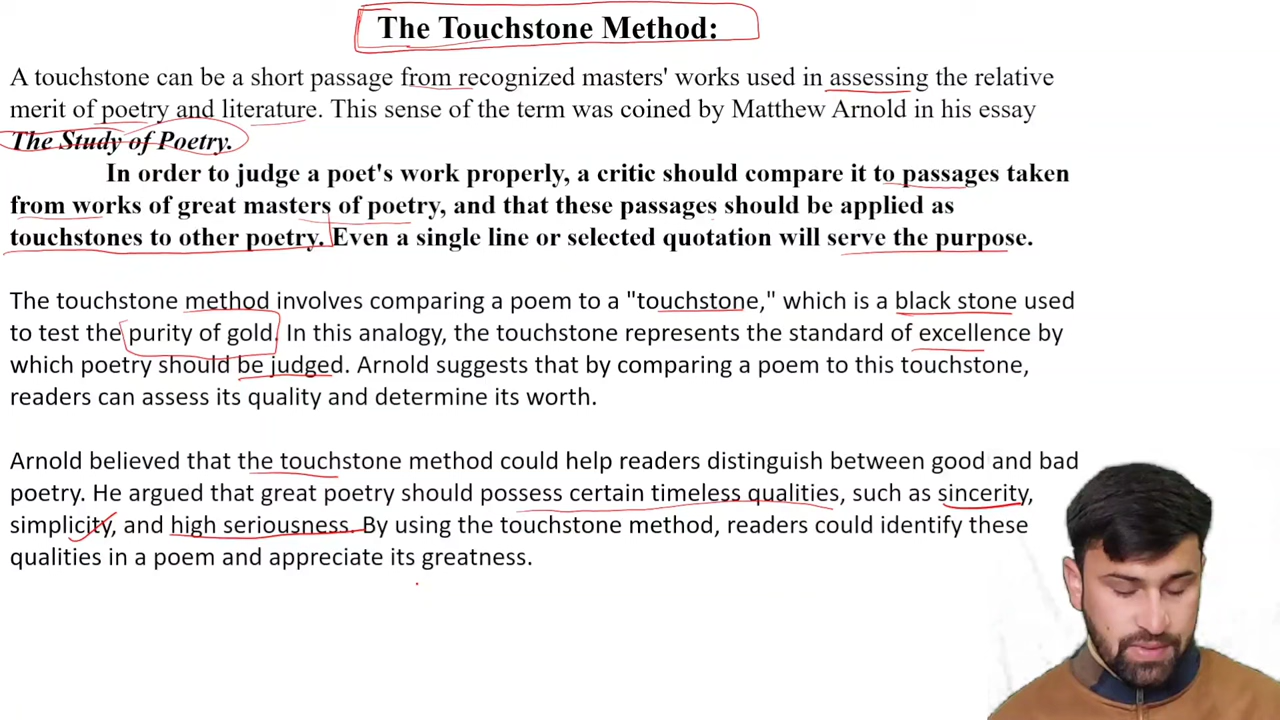 The Touchstone Method:
A touchstone can be a short passage from recognized masters' works used in assessing the relative
merit of poetry and literature. This sense of the term was coined by Matthew Arnold in his essay
The Study of Poetry.
In order to judge a poet's work properly, a critic should compare it to passages taken
from works of great masters of poetry, and that these passages should be applied as
touchstones to other poetry. Even a single line or selected quotation will serve the purpose.
The touchstone method involves comparing a poem to a "touchstone," which is a black stone used
to test the purity of gold. In this analogy, the touchstone represents the standard of excellence by
which poetry should be judged. Arnold suggests that by comparing a poem to this touchstone,
readers can assess its quality and determine its worth.
Arnold believed that the touchstone method could help readers distinguish between good and bad
poetry. He argued that great poetry should possess certain timeless qualities, such as sincerity,
simplicity, and high seriousness. By using the touchstone method, readers could identify these
qualities in a poem and appreciate its greatness.